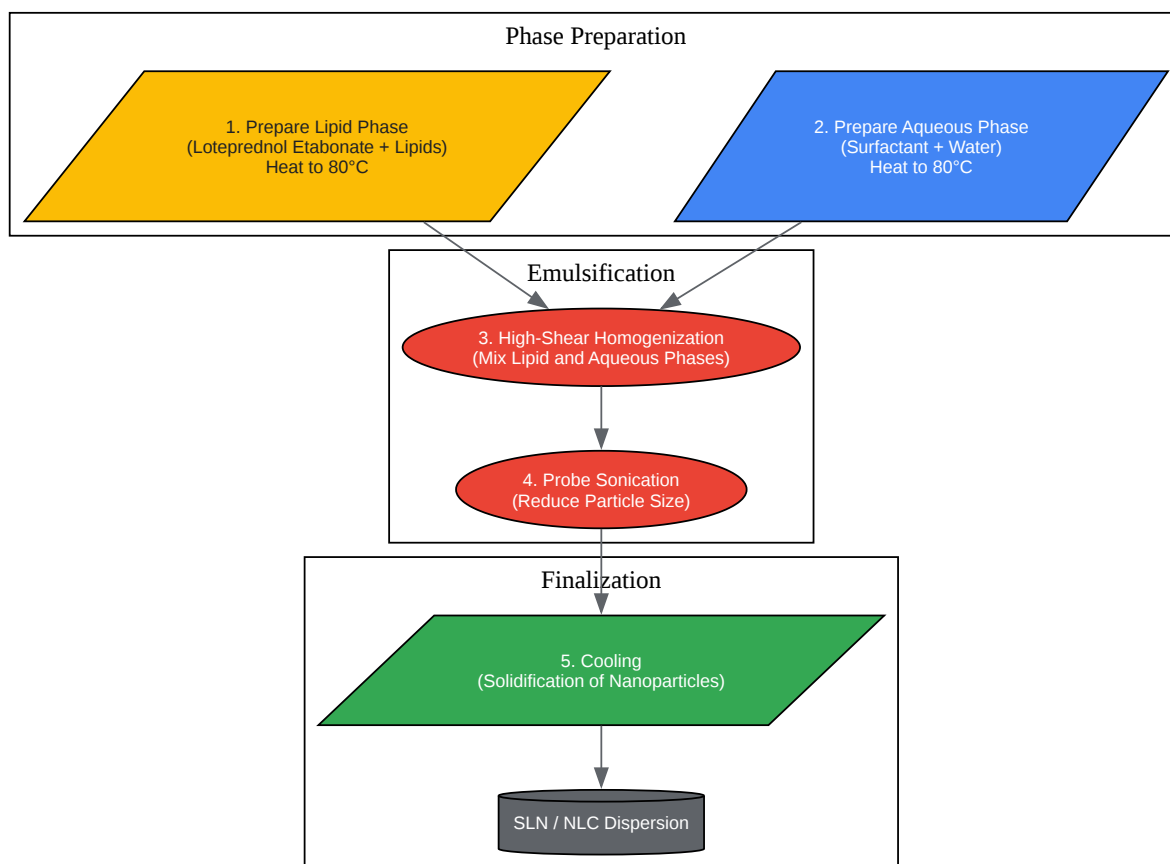 Phase Preparation
1. Prepare Lipid Phase
(Loteprednol Etabonate + Lipids)
Heat to 80°C
2. Prepare Aqueous Phase
(Surfactant + Water)
Heat to 80°C
Emulsification
3. High-Shear Homogenization
(Mix Lipid and Aqueous Phases)
4. Probe Sonication
(Reduce Particle Size)
Finalization
5. Cooling
(Solidification of Nanoparticles)
SLN / NLC Dispersion